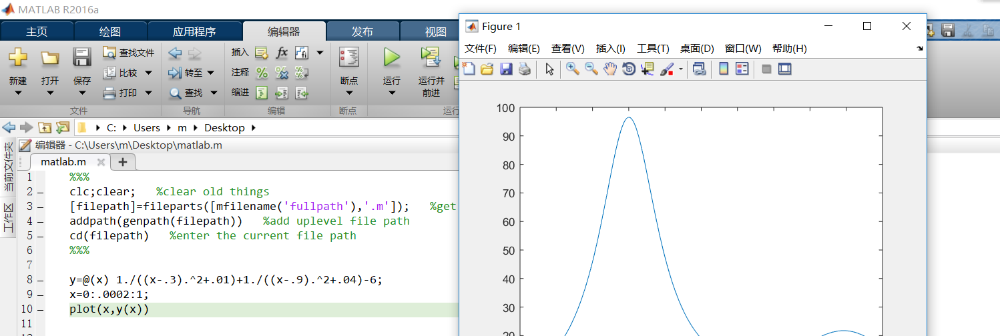 MATLAB R2016a
主页 绘图 应用程序 编辑器 发布 视图
查找文件 插入 fx fi
比较 转至 注释
新建 打开 保存 打印 查找 缩进 断点 运行 运行并
前进
文件 导航 编辑 断点 运行
C: Users m Desktop
编辑器 - C:\Users\m\Desktop\matlab.m
当前文件夹
工作区
matlab.m
1 %%%
2 clc;clear; %clear old things
3 [filepath]=fileparts([mfilename('fullpath'),'.m']); %get
4 addpath(genpath(filepath)) %add uplevel file path
5 cd(filepath) %enter the current file path
6 %%%
7
8 y=@(x) 1./((x-.3).^2+.01)+1./((x-.9).^2+.04)-6;
9 x=0:.0002:1;
10 plot(x,y(x))
11
Figure 1
文件(F) 编辑(E) 查看(V) 插入(I) 工具(T) 桌面(D) 窗口(W) 帮助(H)
100
90
80
70
60
50
40
30
20